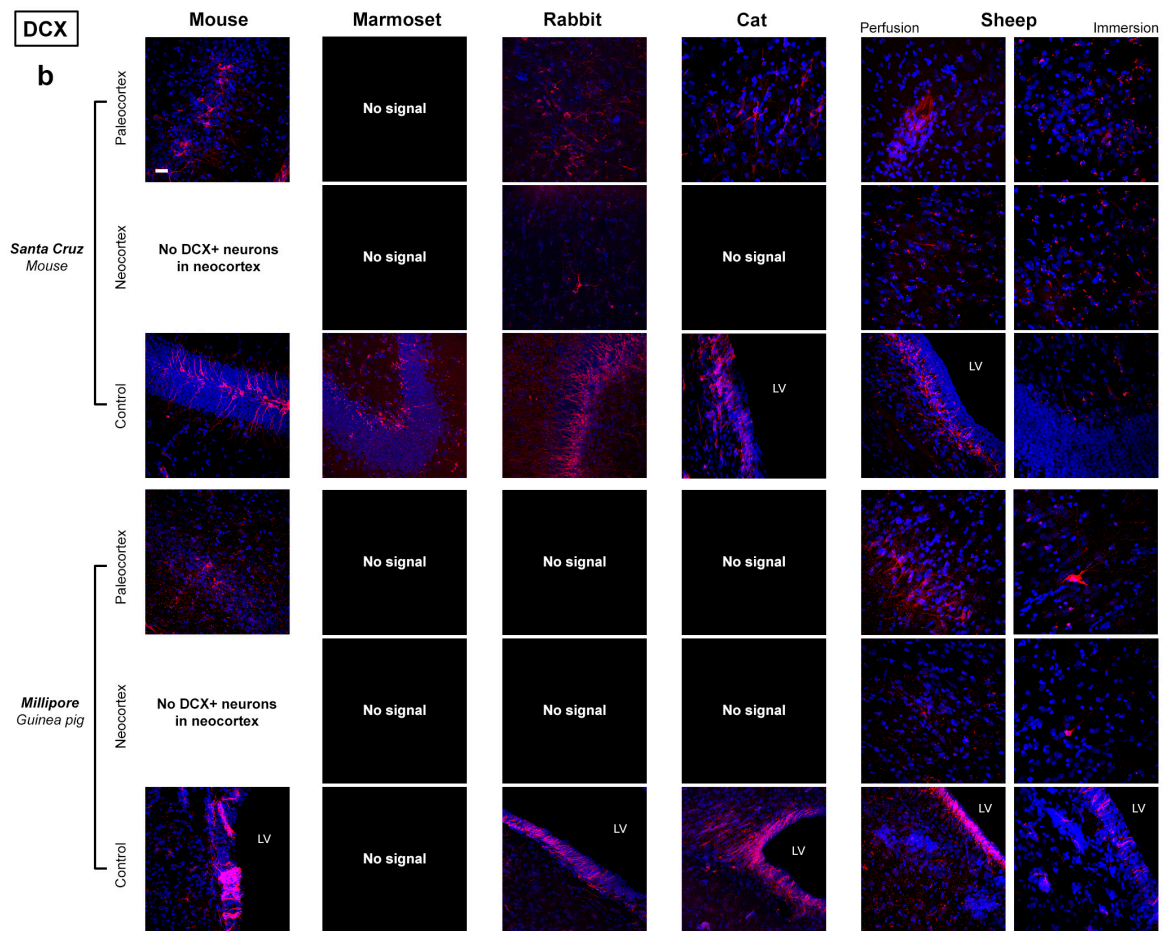 DCX
b
Mouse
Marmoset
Rabbit
Cat
Sheep
Perfusion
Immersion
Santa Cruz
Mouse
Paleocortex
No signal
Neocortex
No DCX+ neurons
in neocortex
No signal
No signal
Control
LV
LV
Millipore
Guinea pig
Paleocortex
No signal
No signal
No signal
Neocortex
No DCX+ neurons
in neocortex
No signal
No signal
No signal
Control
LV
No signal
LV
LV
LV
LV